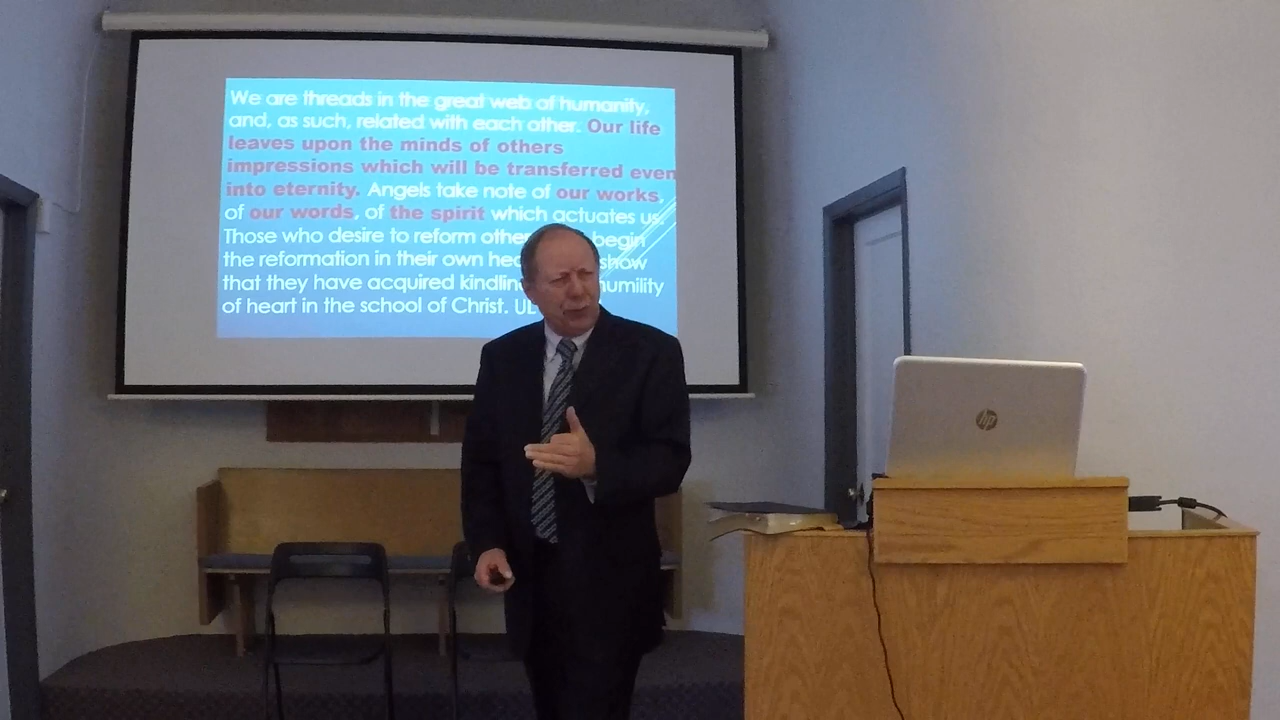 We are threads in the great web of humanity,
and, as such, related with each other. Our life
leaves upon the minds of others
impressions which will be transferred even
into eternity. Angels take note of our works,
of our words, of the spirit which actuates us.
Those who desire to reform begin
the reformation in their own show
that they have acquired humility
of heart in the school of Christ.
hp